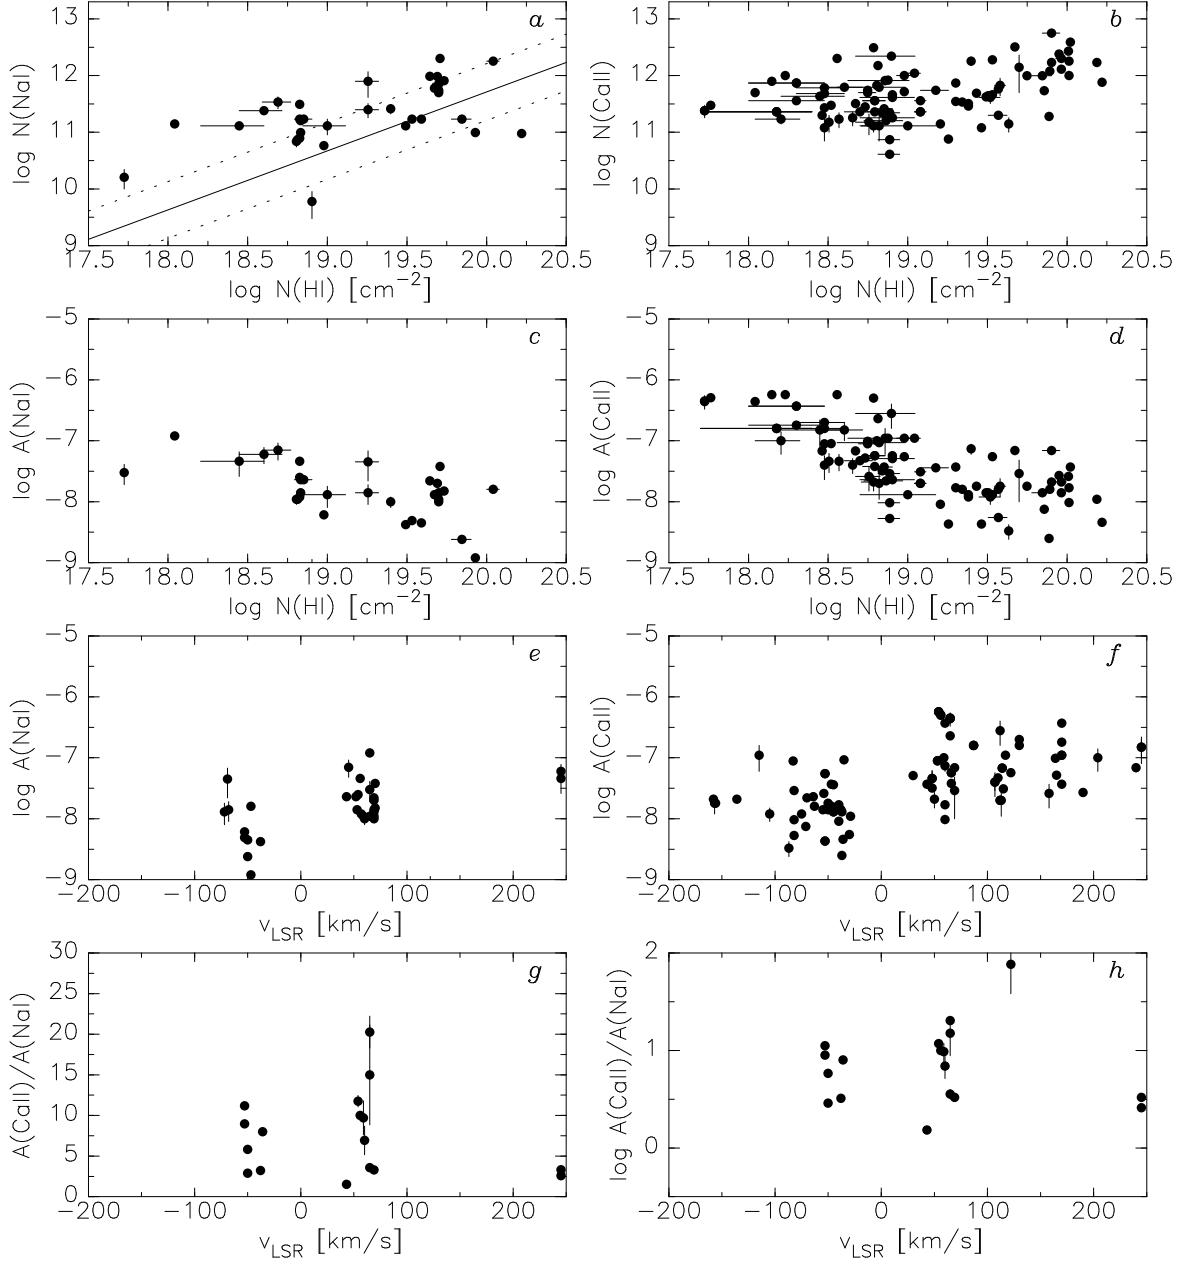 a
13
12
11
10
9
log N(NaI)
17.5 18.0 18.5 19.0 19.5 20.0 20.5
log N(HI) [cm−2]
b
13
12
11
10
9
log N(CaII)
17.5 18.0 18.5 19.0 19.5 20.0 20.5
log N(HI) [cm−2]
c
−5
−6
−7
−8
−9
log A(NaI)
17.5 18.0 18.5 19.0 19.5 20.0 20.5
log N(HI) [cm−2]
d
−5
−6
−7
−8
−9
log A(CaII)
17.5 18.0 18.5 19.0 19.5 20.0 20.5
log N(HI) [cm−2]
e
−5
−6
−7
−8
−9
log A(NaI)
−200 −100 0 100 200
vLSR [km/s]
f
−5
−6
−7
−8
−9
log A(CaII)
−200 −100 0 100 200
vLSR [km/s]
g
30
25
20
15
10
5
0
A(CaII)/A(NaI)
−200 −100 0 100 200
vLSR [km/s]
h
2
1
0
log A(CaII)/A(NaI)
−200 −100 0 100 200
vLSR [km/s]